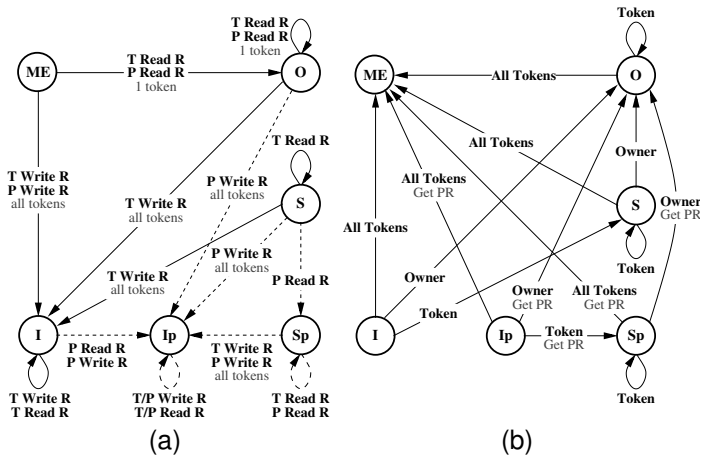 T Read R
P Read R
1 token
ME
T Read R
P Read R
1 token
O
T Read R
T Write R
P Write R
all tokens
T Write R
all tokens
P Write R
all tokens
S
T Write R
all tokens
P Write R
all tokens
P Read R
I
P Read R
P Write R
Ip
T Write R
P Write R
all tokens
Sp
T Write R
T Read R
T/P Write R
T/P Read R
T Read R
P Read R
(a)
Token
ME
All Tokens
O
All Tokens
Owner
All Tokens
Get PR
S
Owner
Get PR
All Tokens
Token
Owner
Token
Owner
Get PR
All Tokens
Get PR
I
Ip
Token
Get PR
Sp
Token
(b)